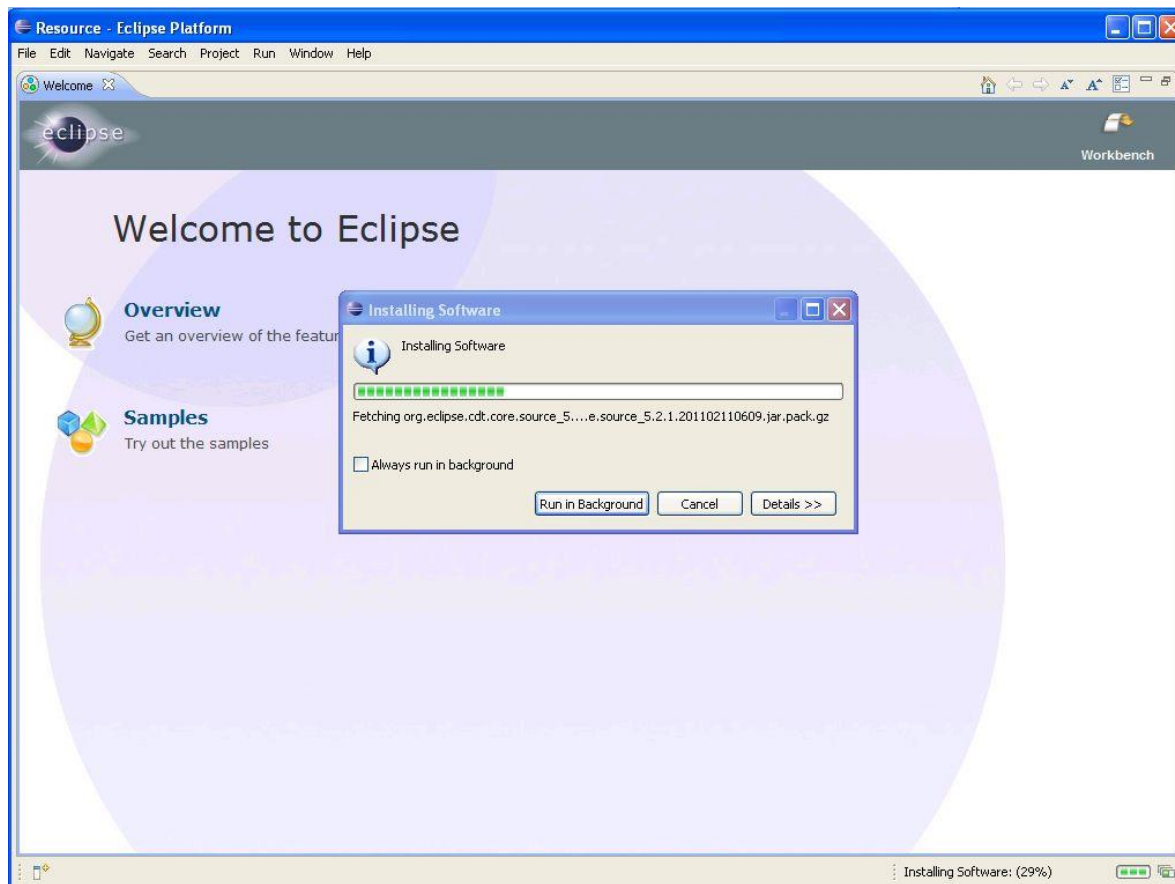 Resource - Eclipse Platform
File Edit Navigate Search Project Run Window Help
Welcome
eclipse
Workbench
Welcome to Eclipse
Overview
Get an overview of the featur
Samples
Try out the samples
Installing Software
Installing Software
Fetching org.eclipse.cdt.core.source_5....e.source_5.2.1.201102110609.jar.pack.gz
Always run in background
Run in Background Cancel Details >>
Installing Software: (29%)